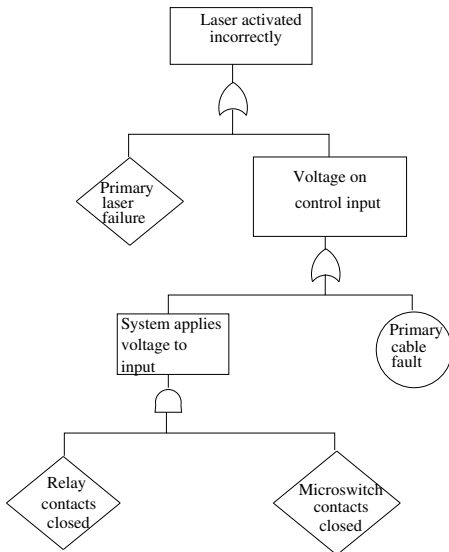 Laser activated
incorrectly
Primary
laser
failure
Voltage on
control input
System applies
voltage to
input
Primary
cable
fault
Relay
contacts
closed
Microswitch
contacts
closed